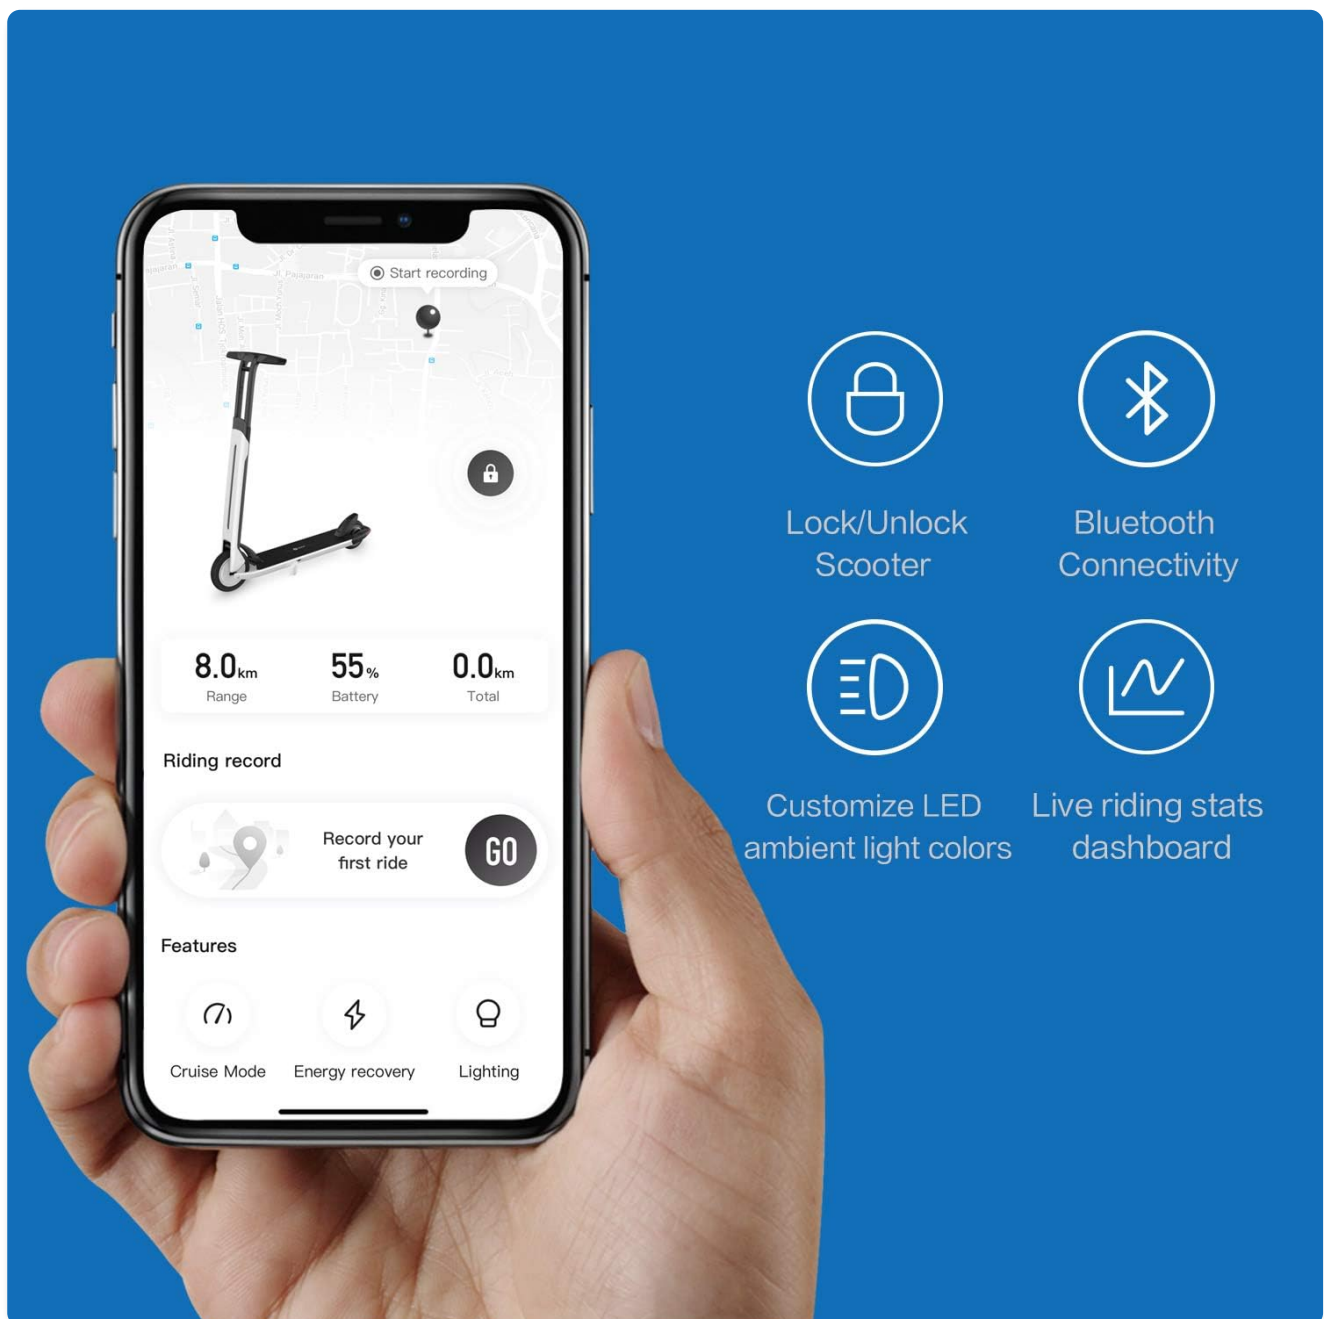 Start recording
Pajajaran
8.0km
55%
0.0km
Range
Battery
Total
Riding record
Record your
first ride
GO
Features
Cruise Mode
Energy recovery
Lighting
Lock/Unlock
Scooter
Bluetooth
Connectivity
Customize LED
ambient light colors
Live riding stats
dashboard